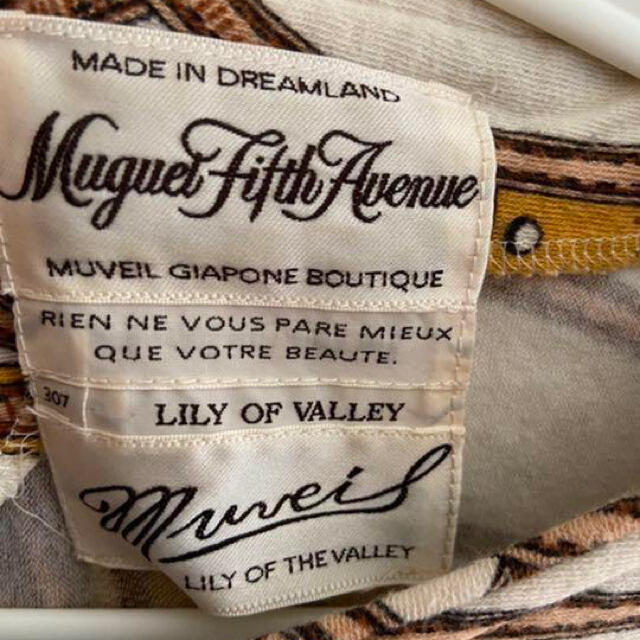 MADE IN DREAMLAND
Muguet Fifth Avenue
MUVEIL GIAPONE BOUTIQUE
RIEN NE VOUS PARE MIEUX
QUE VOTRE BEAUTE.
307
LILY OF VALLEY
Muveil
LILY OF THE VALLEY